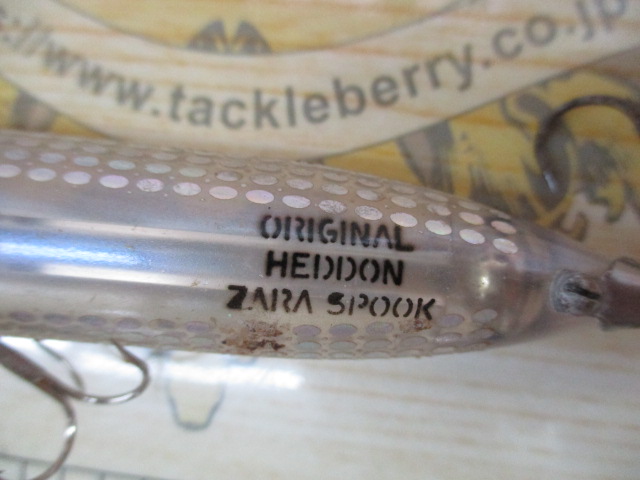 s://www.tackleberry.co.jp
ORIGINAL
HEDDON
ZARA SPOOK